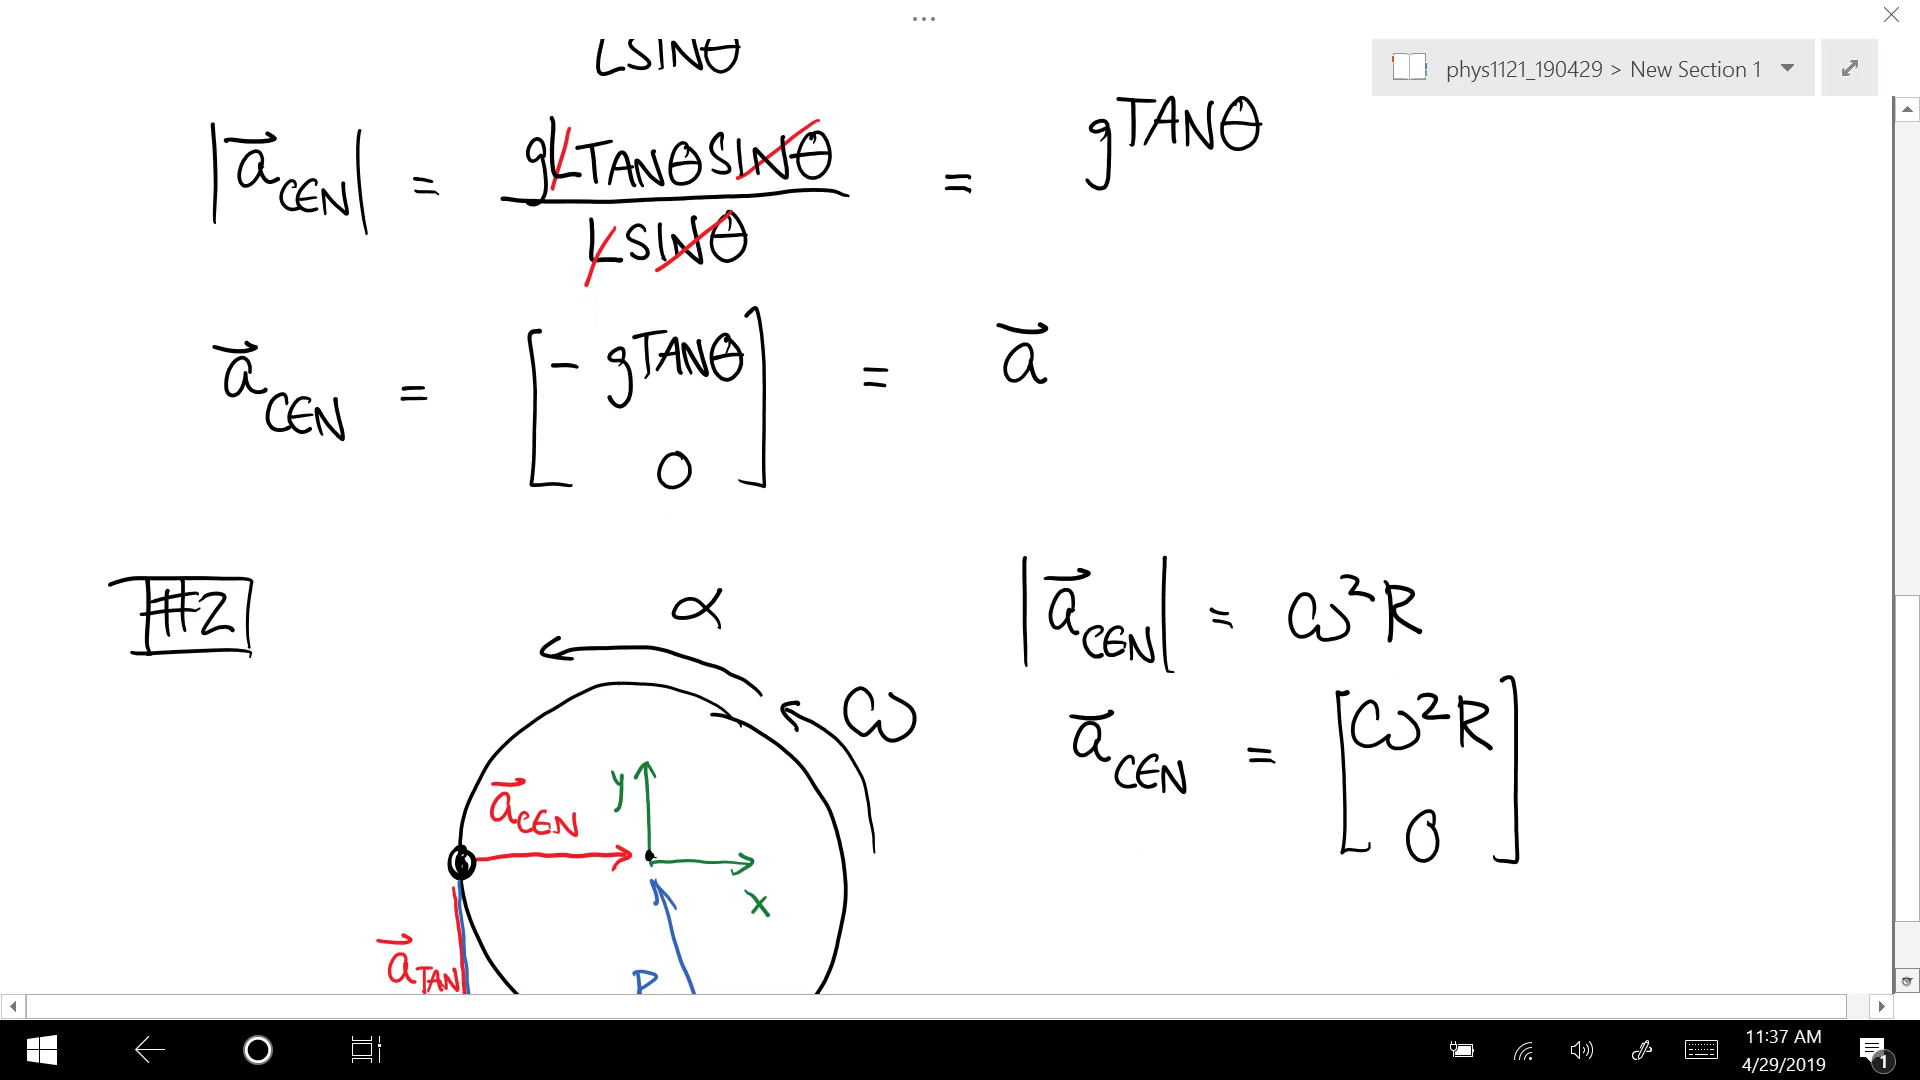 LSINθ
phys1121_190429 > New Section 1
|a⃗CEN| = gLTANθSINθ / LSINθ = gTANθ
a⃗CEN = [-gTANθ 0] = a⃗
#2
α
|a⃗CEN| = ω²R
ω
a⃗CEN = [ω²R 0]
y
a⃗CEN
x
a⃗TAN
11:37 AM
4/29/2019
1